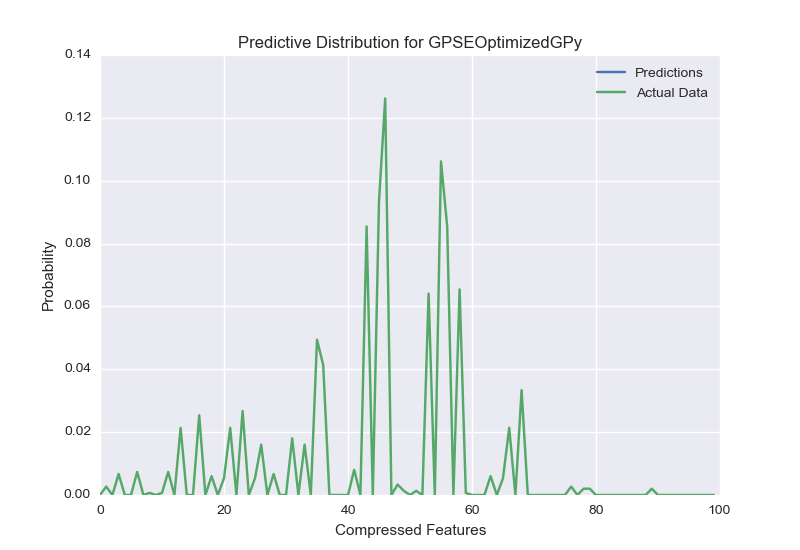 Predictive Distribution for GPSEOptimizedGPy
0.14
0.12
0.10
0.08
0.06
0.04
0.02
0.00
Probability
Predictions
Actual Data
0 20 40 60 80 100
Compressed Features